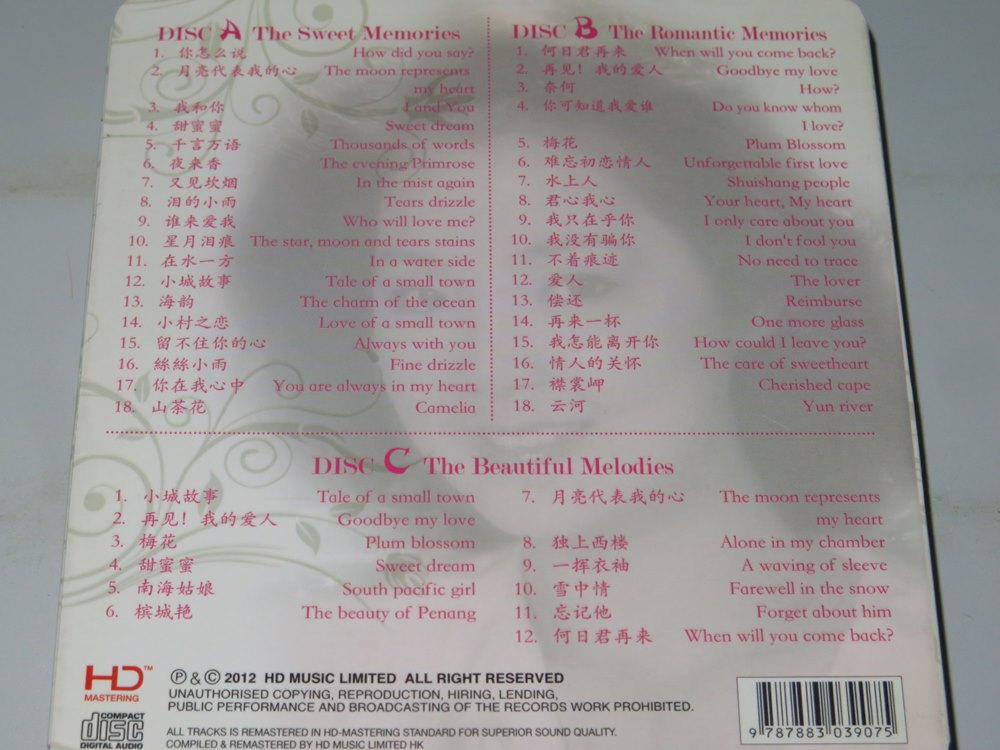 DISC A The Sweet Memories
1. 你怎么说 How did you say?
2. 月亮代表我的心 The moon represents
my heart
3. 我和你 I and You
4. 甜蜜蜜 Sweet dream
5. 千言万语 Thousands of words
6. 夜来香 The evening Primrose
7. 又见炊烟 In the mist again
8. 泪的小雨 Tears drizzle
9. 谁来爱我 Who will love me?
10. 星月泪痕 The star, moon and tears stains
11. 在水一方 In a water side
12. 小城故事 Tale of a small town
13. 海韵 The charm of the ocean
14. 小村之恋 Love of a small town
15. 留不住你的心 Always with you
16. 絲絲小雨 Fine drizzle
17. 你在我心中 You are always in my heart
18. 山茶花 Camelia
DISC B The Romantic Memories
1. 何日君再来 When will you come back?
2. 再见！我的爱人 Goodbye my love
3. 奈何 How?
4. 你可知道我爱谁 Do you know whom
I love?
5. 梅花 Plum Blossom
6. 难忘初恋情人 Unforgettable first love
7. 水上人 Shuishang people
8. 君心我心 Your heart, My heart
9. 我只在乎你 I only care about you
10. 我没有骗你 I don't fool you
11. 不着痕迹 No need to trace
12. 爱人 The lover
13. 偿还 Reimburse
14. 再来一杯 One more glass
15. 我怎能离开你 How could I leave you?
16. 情人的关怀 The care of sweetheart
17. 襟裳岬 Cherished cape
18. 云河 Yun river
DISC C The Beautiful Melodies
1. 小城故事 Tale of a small town
2. 再见！我的爱人 Goodbye my love
3. 梅花 Plum blossom
4. 甜蜜蜜 Sweet dream
5. 南海姑娘 South pacific girl
6. 槟城艳 The beauty of Penang
7. 月亮代表我的心 The moon represents
my heart
8. 独上西楼 Alone in my chamber
9. 一挥衣袖 A waving of sleeve
10. 雪中情 Farewell in the snow
11. 忘记他 Forget about him
12. 何日君再来 When will you come back?
HD™
MASTERING
COMPACT
disc
DIGITAL AUDIO
Ⓟ & © 2012 HD MUSIC LIMITED ALL RIGHT RESERVED
UNAUTHORISED COPYING, REPRODUCTION, HIRING, LENDING,
PUBLIC PERFORMANCE AND BROADCASTING OF THE RECORDS WORK PROHIBITED.
ALL TRACKS IS REMASTERED IN HD-MASTERING STANDARD FOR SUPERIOR SOUND QUALITY.
COMPILED & REMASTERED BY HD MUSIC LIMITED HK
9 787883 039075